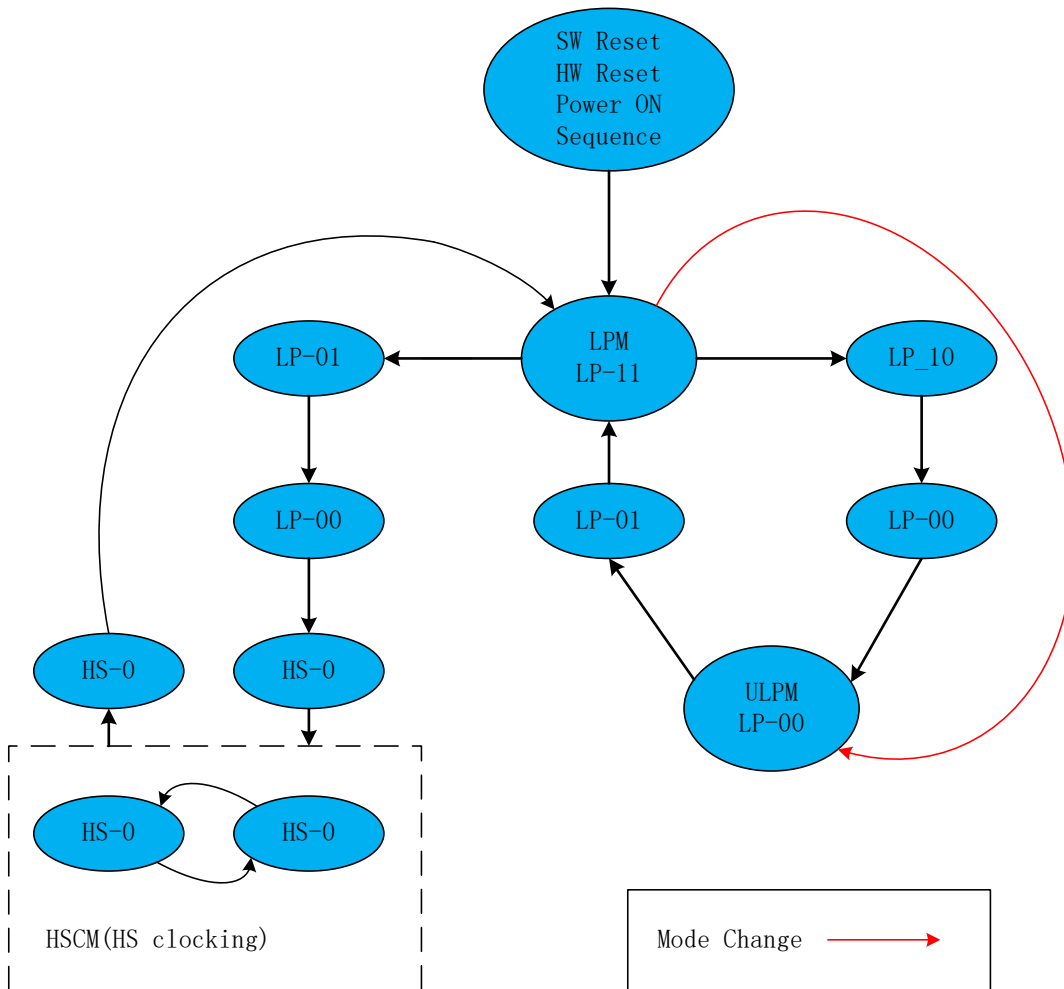 SW Reset
HW Reset
Power ON
Sequence
LPM
LP-11
LP-01
LP_10
LP-00
LP-01
LP-00
HS-0
HS-0
ULPM
LP-00
HS-0
HS-0
HSCM(HS clocking)
Mode Change